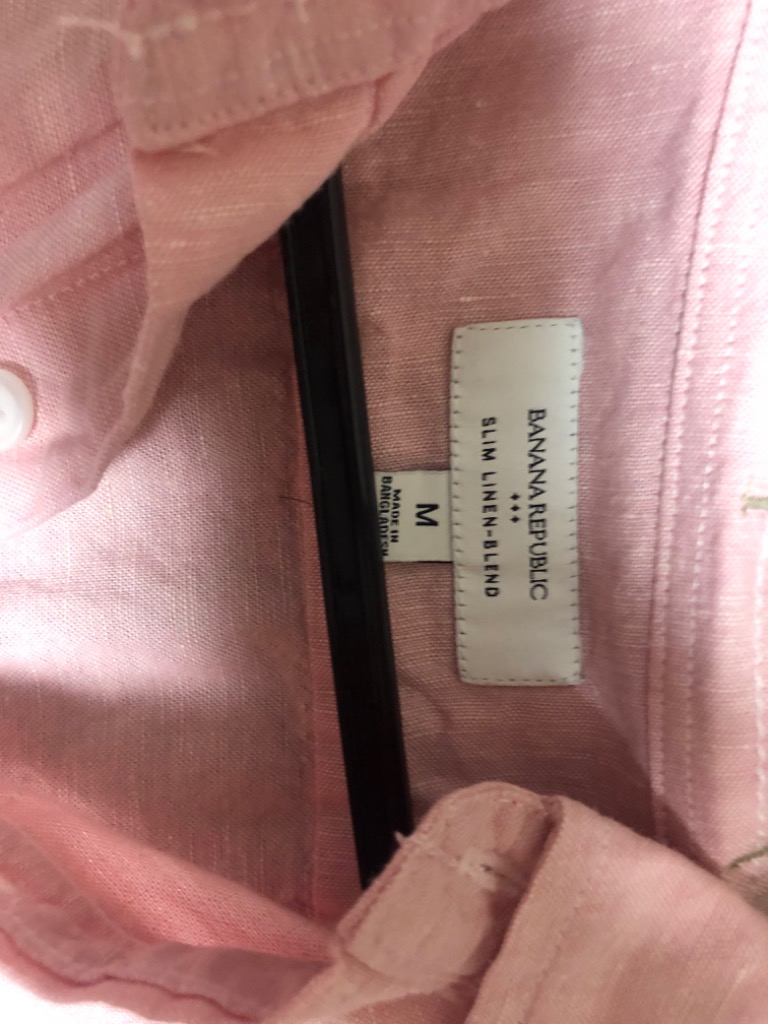 BANANA REPUBLIC
SLIM LINEN-BLEND
M
MADE IN
BANGLADESH